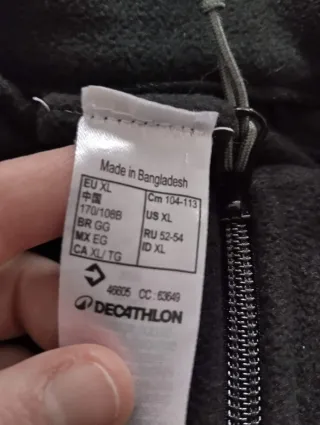 Made in Bangladesh
EU XL
中国
170/108B
BR GG
MX EG
CA XL/TG
Cm 104-113
US XL
RU 52-54
ID XL
46605 CC: 63649
DECATHLON